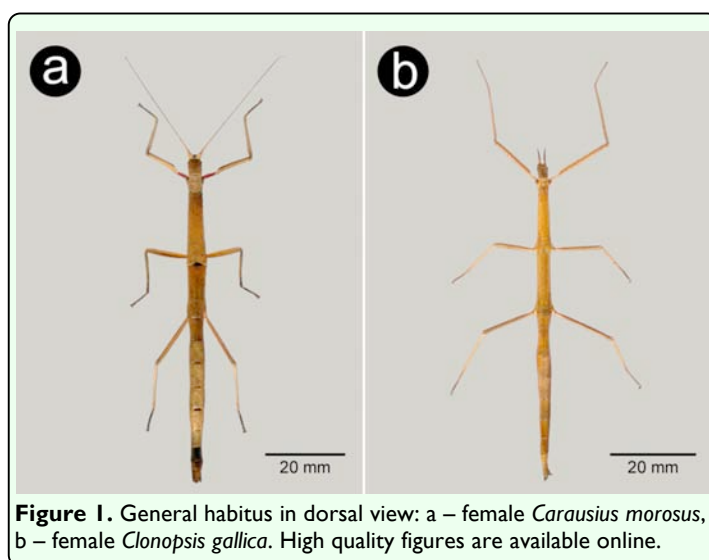 a
b
20 mm
20 mm
Figure 1. General habitus in dorsal view: a – female Carausius morosus,
b – female Clonopsis gallica. High quality figures are available online.